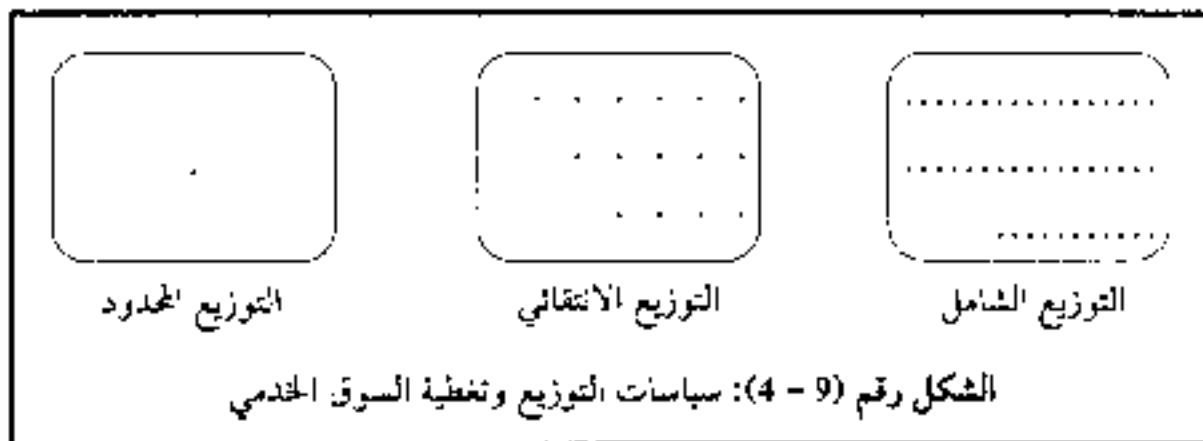 التوزيع الشامل
التوزيع الانتقائي
التوزيع المحدود
الشكل رقم (9 – 4): سياسات التوزيع وتغطية السوق الخدمي